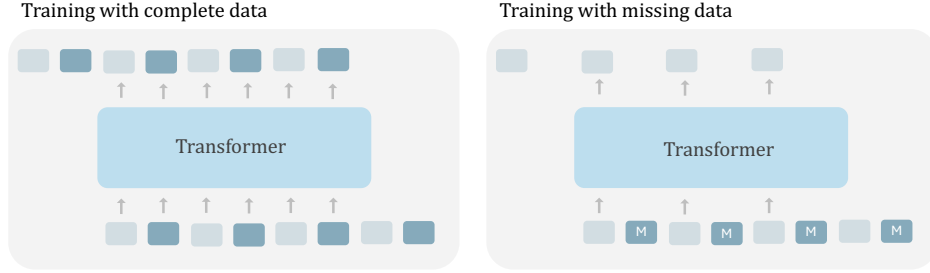 Training with complete data
Training with missing data
Transformer
Transformer
M
M
M
M